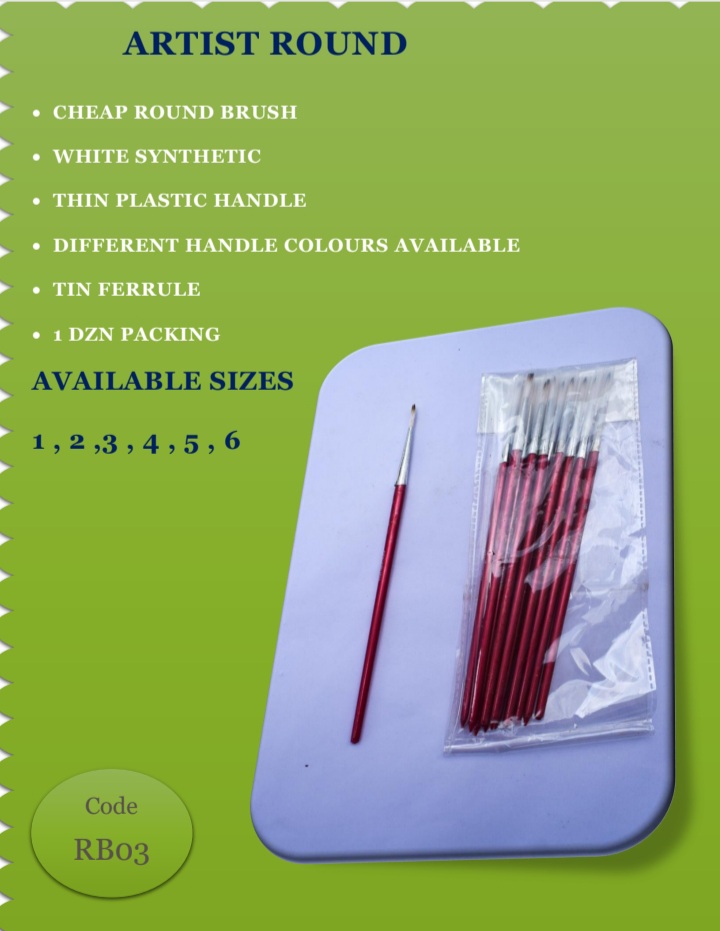 ARTIST ROUND
• CHEAP ROUND BRUSH
• WHITE SYNTHETIC
• THIN PLASTIC HANDLE
• DIFFERENT HANDLE COLOURS AVAILABLE
• TIN FERRULE
• 1 DZN PACKING
AVAILABLE SIZES
1 , 2 ,3 , 4 , 5 , 6
Code
RB03